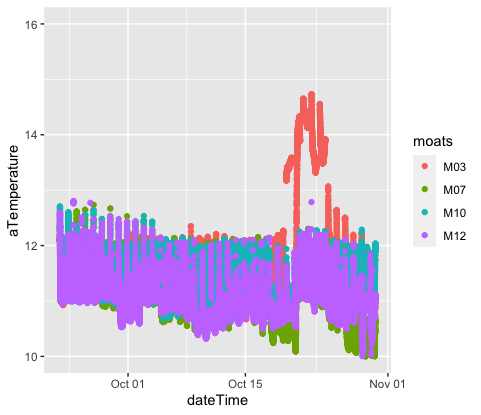 16
14
12
10
aTemperature
Oct 01
Oct 15
Nov 01
dateTime
moats
M03
M07
M10
M12